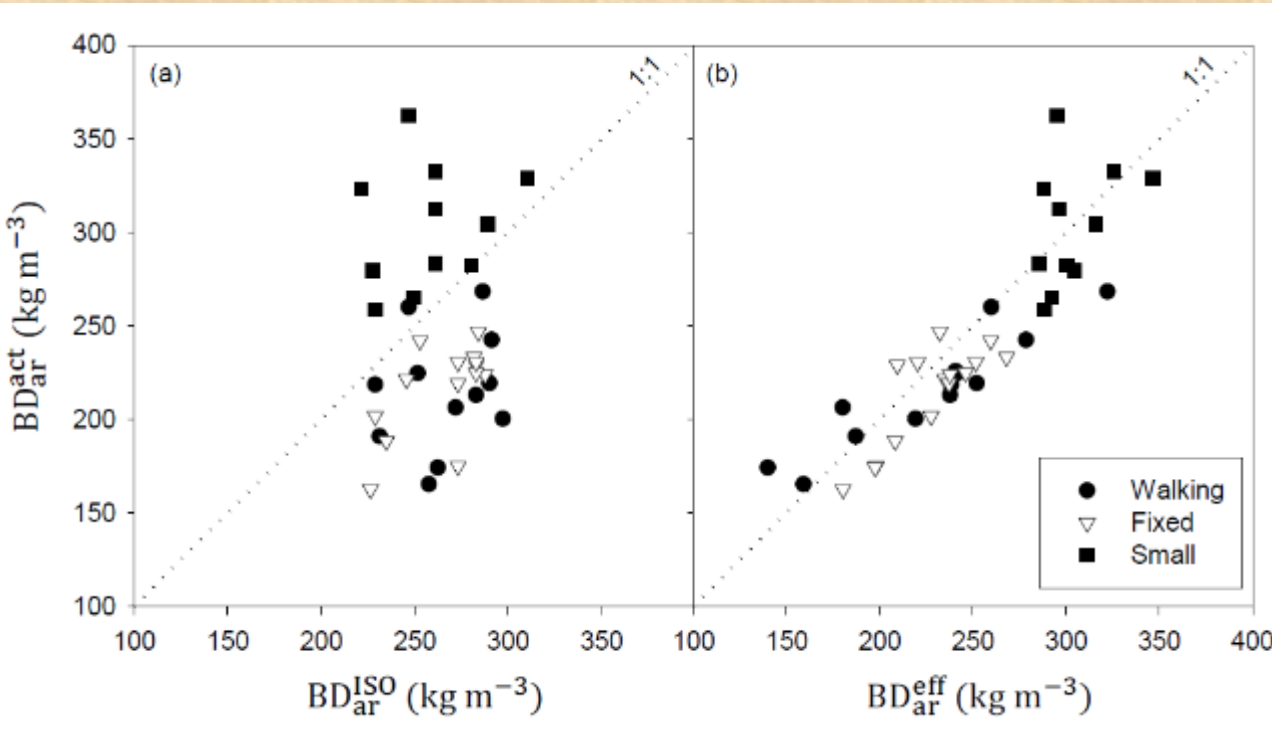 (a)
1:1
(b)
1:1
400
350
300
250
200
150
100
BD_ar^act (kg m−3)
100 150 200 250 300 350 100 150 200 250 300 350 400
BD_ar^ISO (kg m−3)
BD_ar^eff (kg m−3)
Walking
Fixed
Small